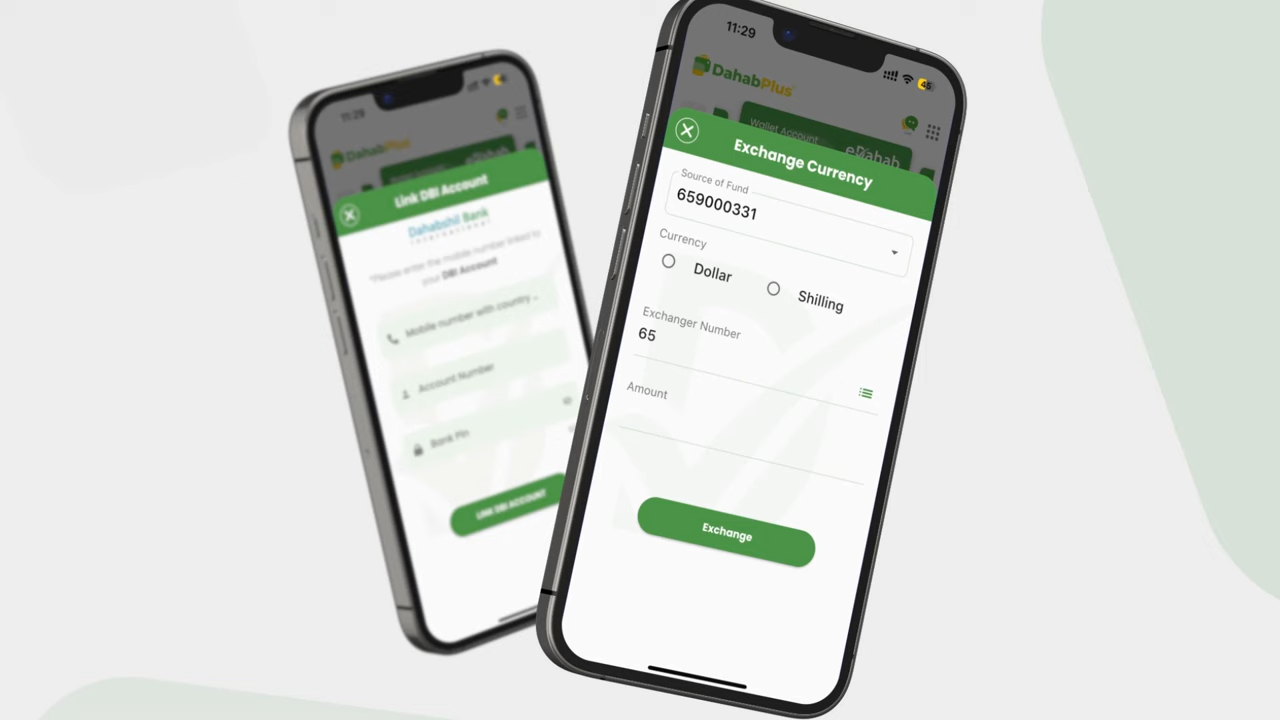 11:29
DahabPlus
Link DBI Account
Dahabshil Bank
International
*Please enter the mobile number linked by
your DBI Account
Mobile number with country ..
Account Number
Bank Pin
LINK DBI ACCOUNT
11:29
45
DahabPlus
Wallet Account
eDahab
Exchange Currency
Source of Fund
659000331
Currency
Dollar
Shilling
Exchanger Number
65
Amount
Exchange